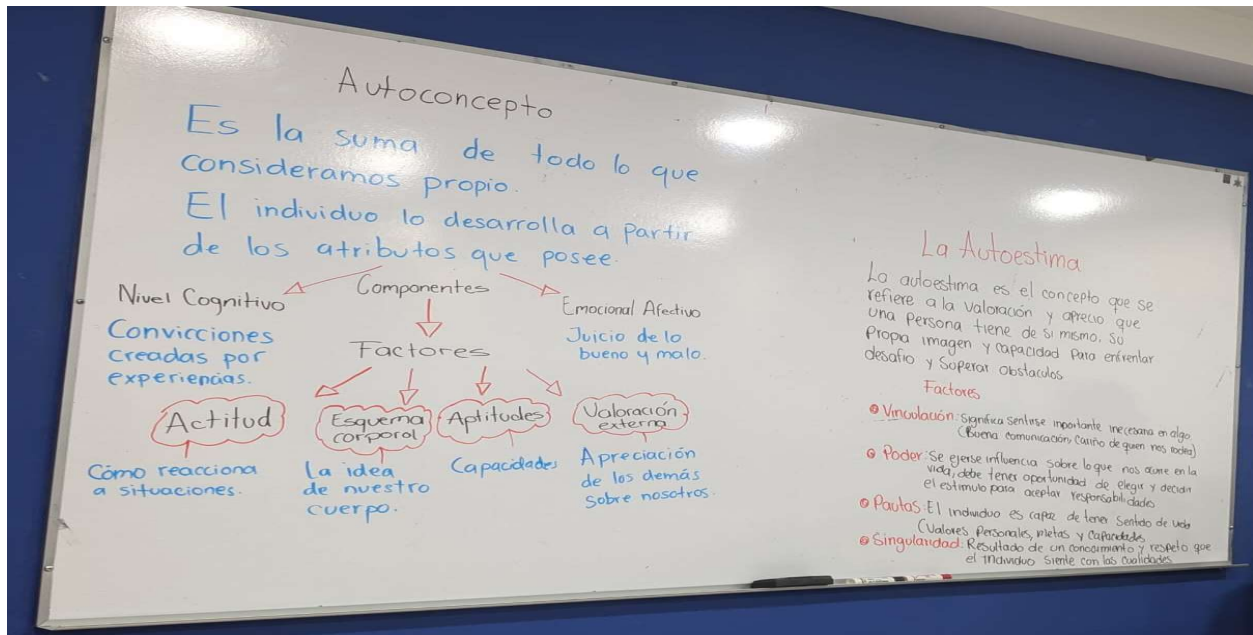 Autoconcepto
Es la suma de todo lo que
consideramos propio.
El individuo lo desarrolla a partir
de los atributos que posee.
Componentes
Nivel Cognitivo
Convicciones
creadas por
experiencias.
Emocional Afectivo
Juicio de lo
bueno y malo.
Factores
Actitud
Cómo reacciona
a situaciones.
Esquema
corporal
La idea
de nuestro
cuerpo.
Aptitudes
Capacidades
Valoración
externa
Apreciación
de los demás
sobre nosotros.
La Autoestima
La autoestima es el concepto que se
refiere a la valoración y aprecio que
una persona tiene de si mismo, su
propia imagen y capacidad para enfrentar
desafio y superar obstaculos
Factores
Vinculación: Significa sentirse importante necesaria en algo
(Buena comunicación cariño de quien nos rodea)
Poder: Se ejerse influencia sobre lo que nos ocurre en la
vida, debe tener oportunidad de elegir y decidir
el estimulo para aceptar responsabilidades
Pautas: El individuo es capaz de tener sentido de vida
(Valores personales, metas y capacidades
Singularidad: Resultado de un conocimiento y respeto que
el individuo siente con las cualidades